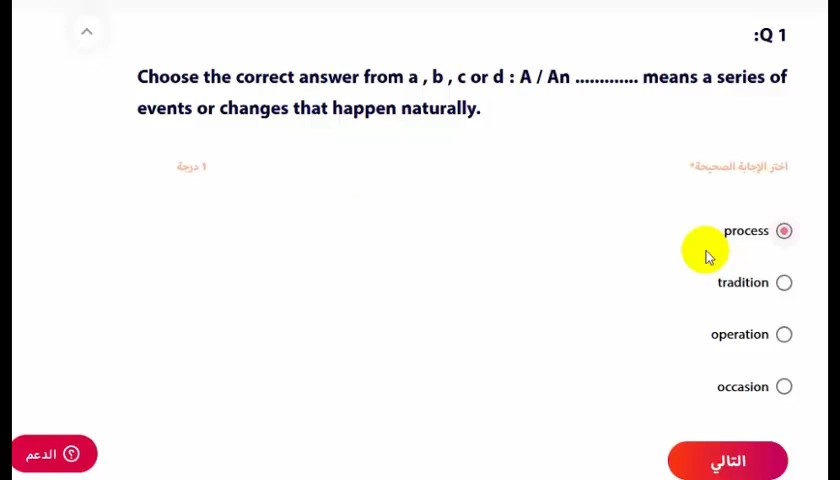 :Q 1
Choose the correct answer from a , b , c or d : A / An ............. means a series of
events or changes that happen naturally.
اختر الإجابة الصحيحة*
1 درجة
process
tradition
operation
occasion
الدعم
التالي